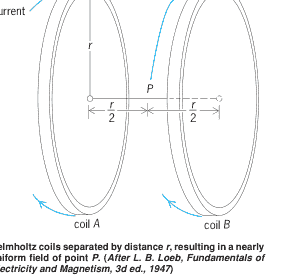 urrent
r
P
r
2
r
2
coil A
coil B
elmholtz coils separated by distance r, resulting in a nearly
iform field of point P. (After L. B. Loeb, Fundamentals of
ectricity and Magnetism, 3d ed., 1947)